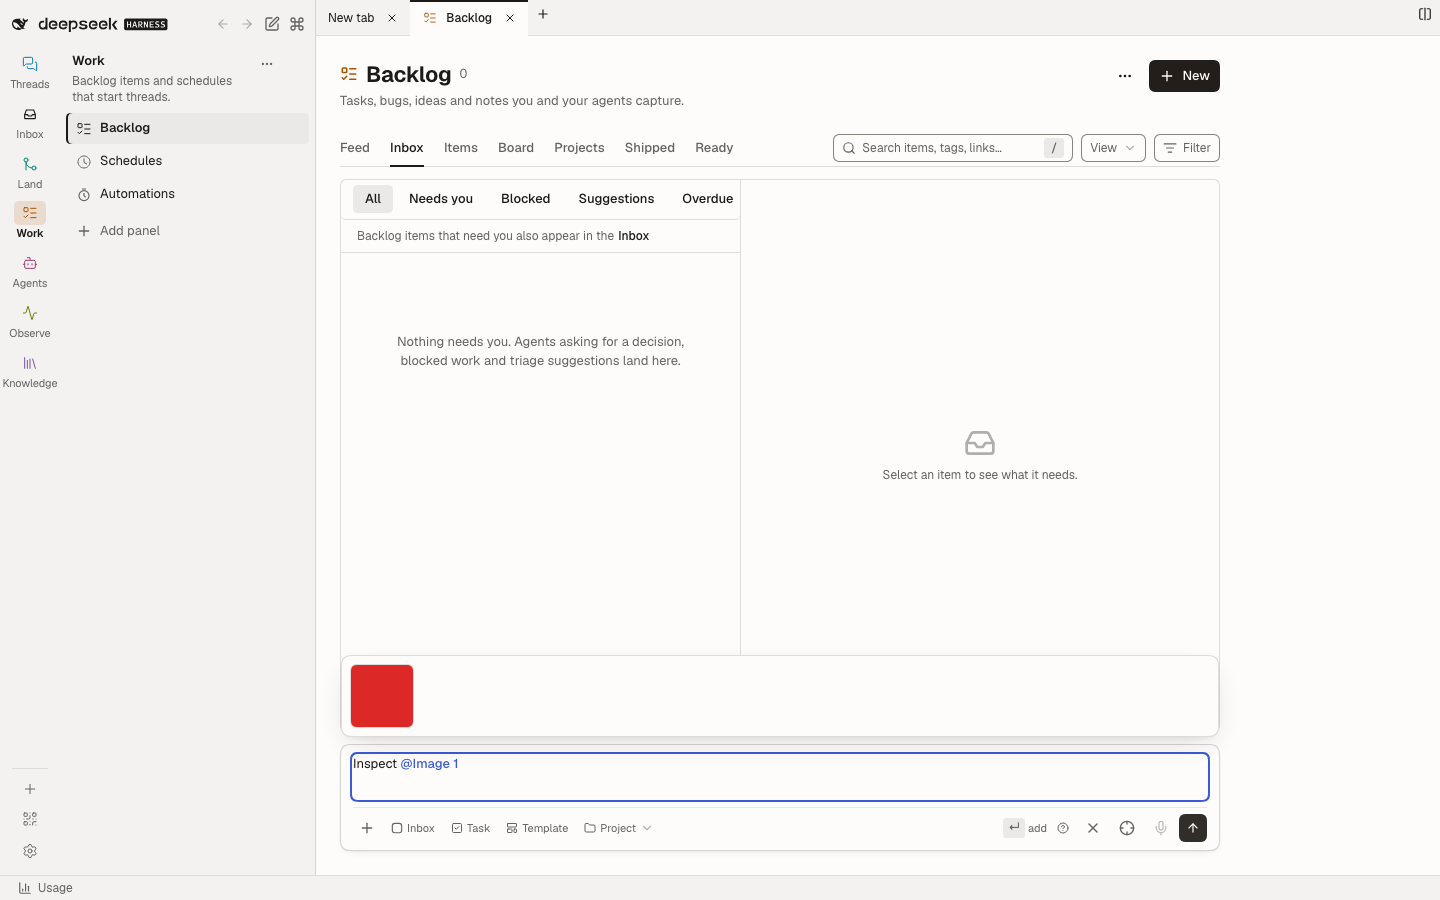 deepseek HARNESS
New tab
Backlog
Threads
Inbox
Land
Work
Agents
Observe
Knowledge
Work
Backlog items and schedules
that start threads.
Backlog
Schedules
Automations
Add panel
Backlog 0
New
Tasks, bugs, ideas and notes you and your agents capture.
Feed Inbox Items Board Projects Shipped Ready
Search items, tags, links... /
View
Filter
All Needs you Blocked Suggestions Overdue
Backlog items that need you also appear in the Inbox
Nothing needs you. Agents asking for a decision,
blocked work and triage suggestions land here.
Select an item to see what it needs.
Inspect @Image 1
Inbox Task Template Project
add
Usage